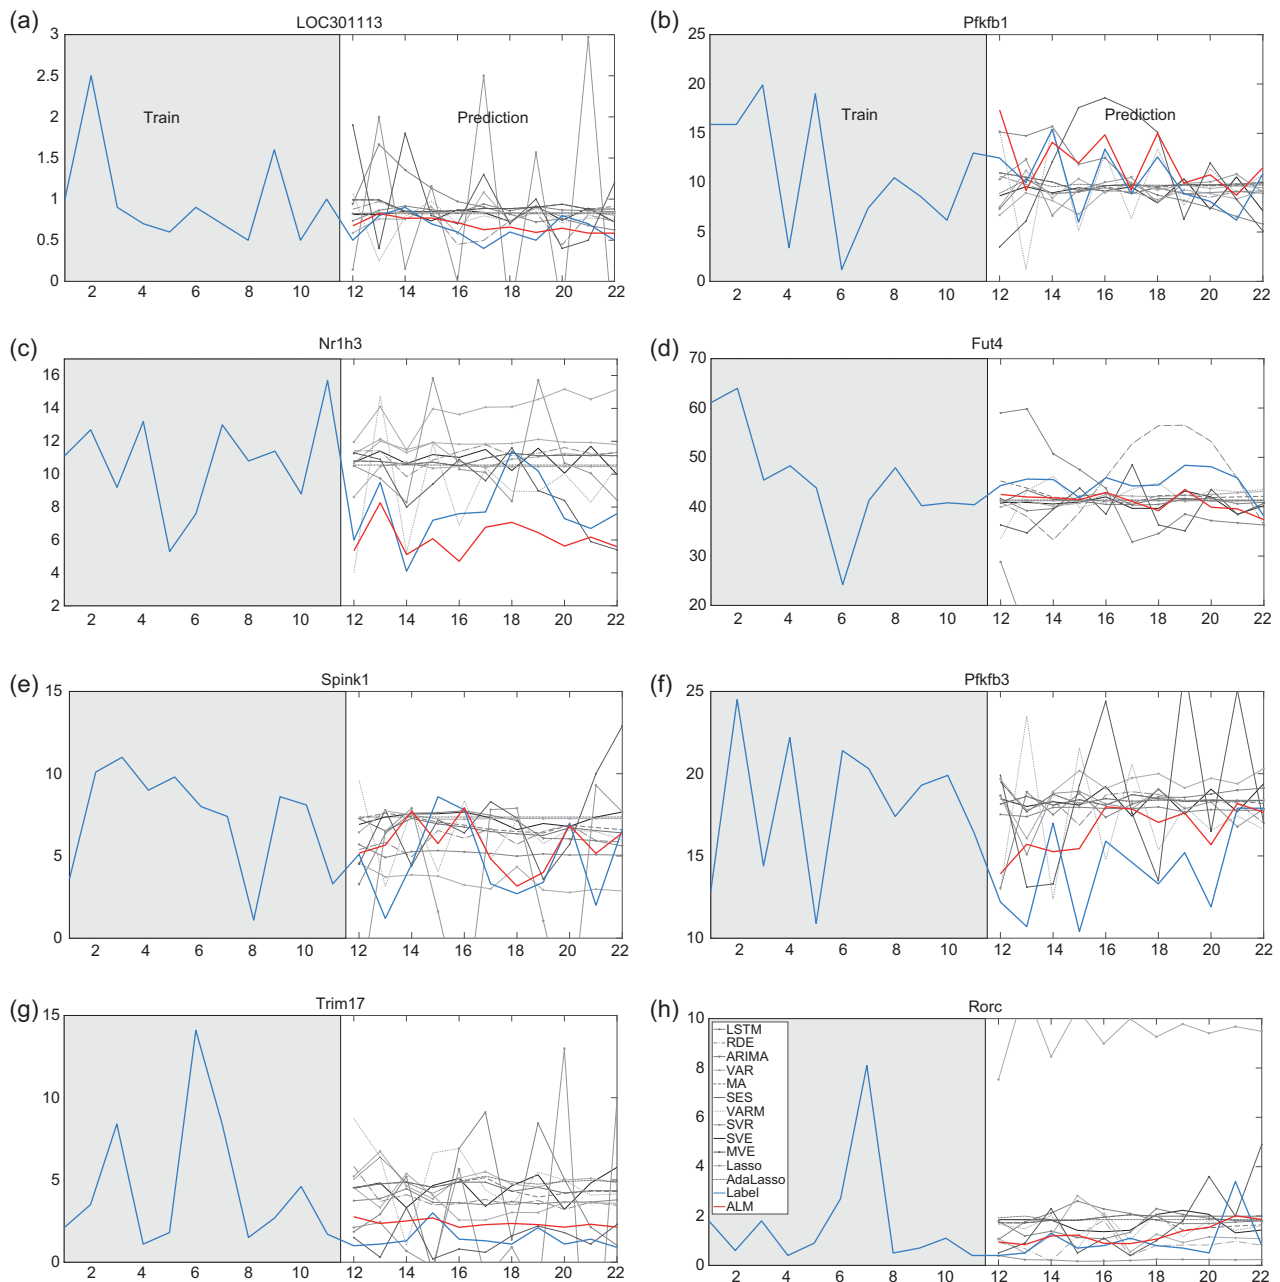 (a)
LOC301113
3
2.5
2
1.5
1
0.5
0
Train
Prediction
2 4 6 8 10 12 14 16 18 20 22
(b)
Pfkfb1
25
20
15
10
5
0
Train
Prediction
2 4 6 8 10 12 14 16 18 20 22
(c)
Nr1h3
16
14
12
10
8
6
4
2
2 4 6 8 10 12 14 16 18 20 22
(d)
Fut4
70
60
50
40
30
20
2 4 6 8 10 12 14 16 18 20 22
(e)
Spink1
15
10
5
0
2 4 6 8 10 12 14 16 18 20 22
(f)
Pfkfb3
25
20
15
10
2 4 6 8 10 12 14 16 18 20 22
(g)
Trim17
15
10
5
0
2 4 6 8 10 12 14 16 18 20 22
(h)
Rorc
10
8
6
4
2
0
LSTM
RDE
ARIMA
VAR
MA
SES
VARM
SVR
SVE
MVE
Lasso
AdaLasso
Label
ALM
2 4 6 8 10 12 14 16 18 20 22